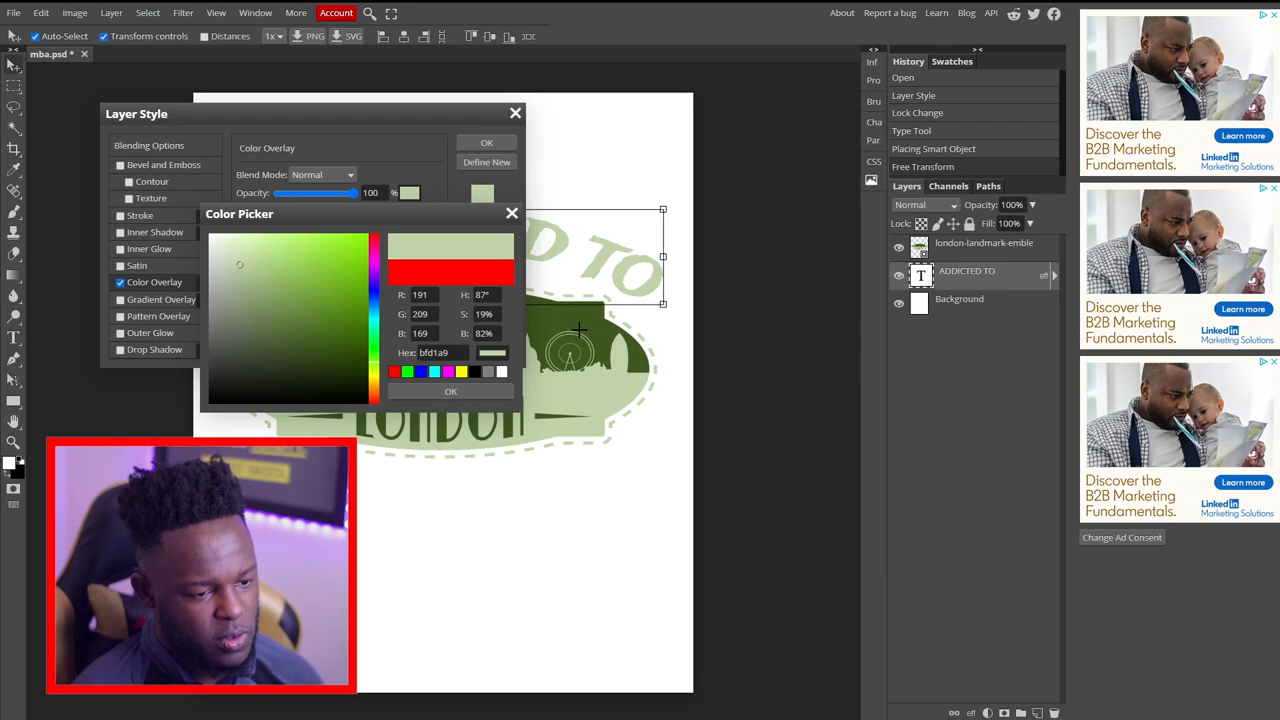 File Edit Image Layer Select Filter View Window More Account
About Report a bug Learn Blog API
Auto-Select Transform controls Distances 1x PNG SVG
mba.psd *
Layer Style
Blending Options
Bevel and Emboss
Contour
Texture
Stroke
Inner Shadow
Inner Glow
Satin
Color Overlay
Gradient Overlay
Pattern Overlay
Outer Glow
Drop Shadow
Color Overlay
Blend Mode: Normal
Opacity: 100 %
OK
Define New
Color Picker
R: 191 H: 87°
G: 209 S: 19%
B: 169 B: 82%
Hex: bfd1a9
OK
D TO
LONDON
Inf
Pro
Bru
Cha
Par
CSS
History Swatches
Open
Layer Style
Lock Change
Type Tool
Placing Smart Object
Free Transform
Layers Channels Paths
Normal Opacity: 100%
Lock: Fill: 100%
london-landmark-emble
T ADDICTED TO eff
Background
eff
Discover the
B2B Marketing
Fundamentals.
Learn more
LinkedIn
Marketing Solutions
Discover the
B2B Marketing
Fundamentals.
Learn more
LinkedIn
Marketing Solutions
Discover the
B2B Marketing
Fundamentals.
Learn more
LinkedIn
Marketing Solutions
Change Ad Consent